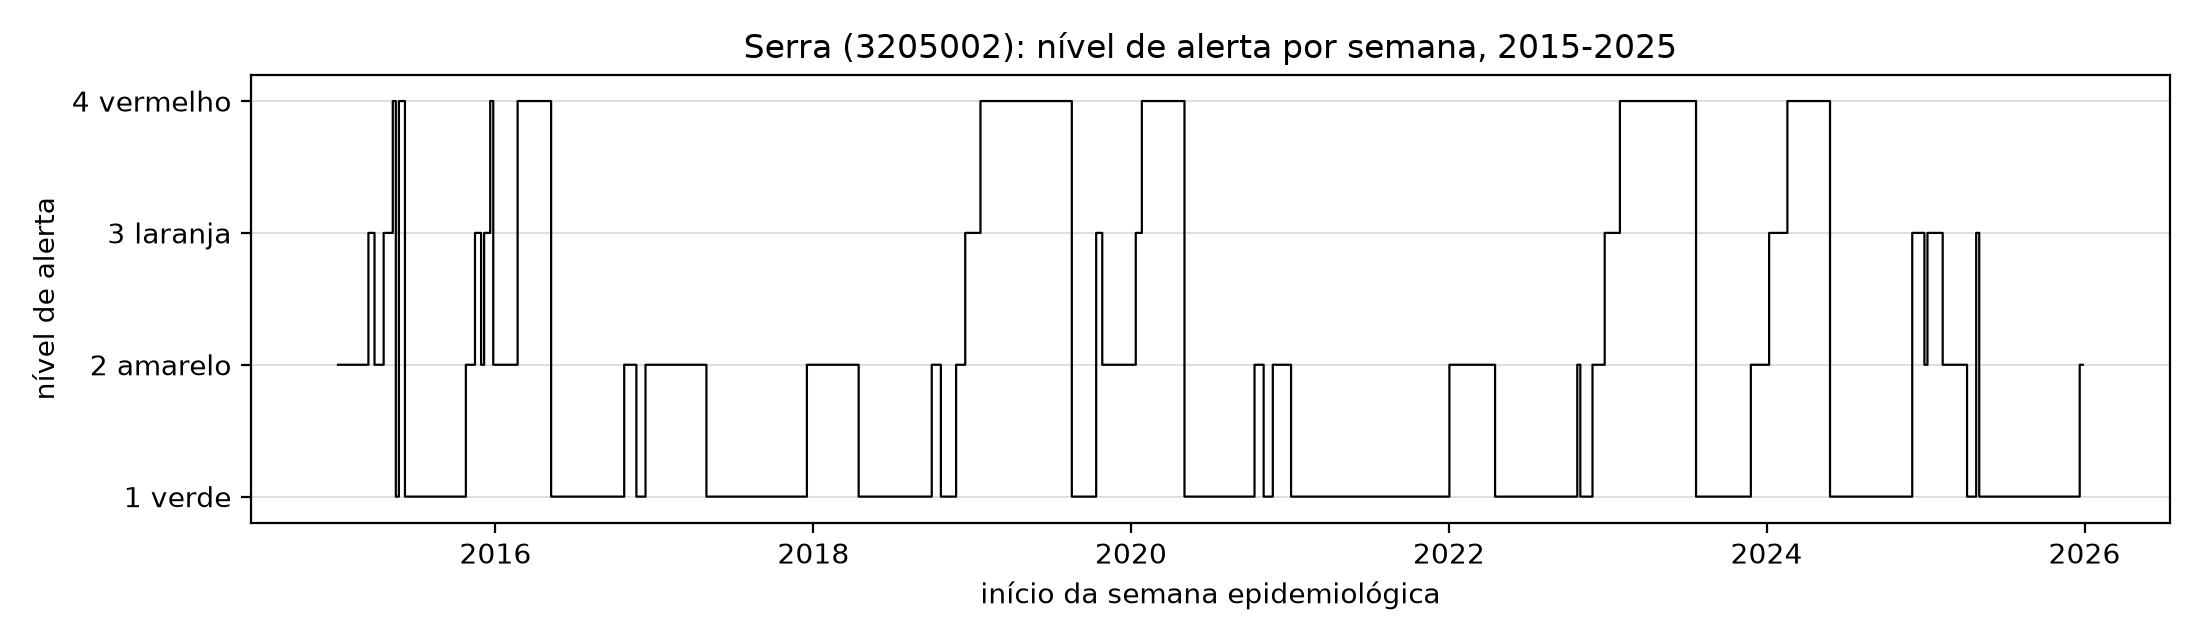 Serra (3205002): nível de alerta por semana, 2015-2025
nível de alerta
4 vermelho
3 laranja
2 amarelo
1 verde
2016 2018 2020 2022 2024 2026
início da semana epidemiológica